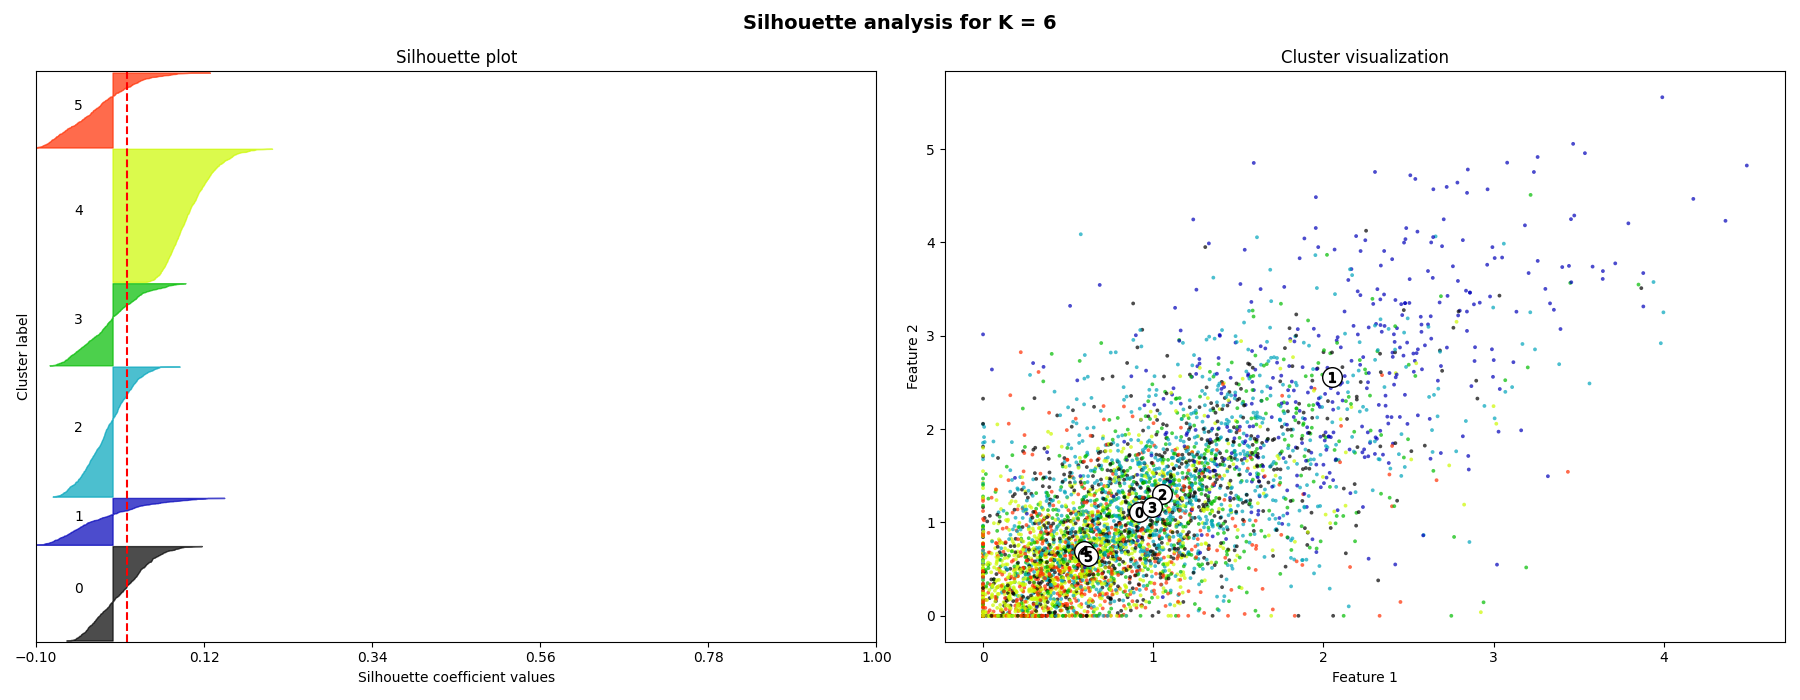 Silhouette analysis for K = 6
Silhouette plot
Cluster label
5
4
3
2
1
0
−0.10 0.12 0.34 0.56 0.78 1.00
Silhouette coefficient values
Cluster visualization
Feature 2
5
4
3
2
1
0
1
2
3
0
4
5
0 1 2 3 4
Feature 1